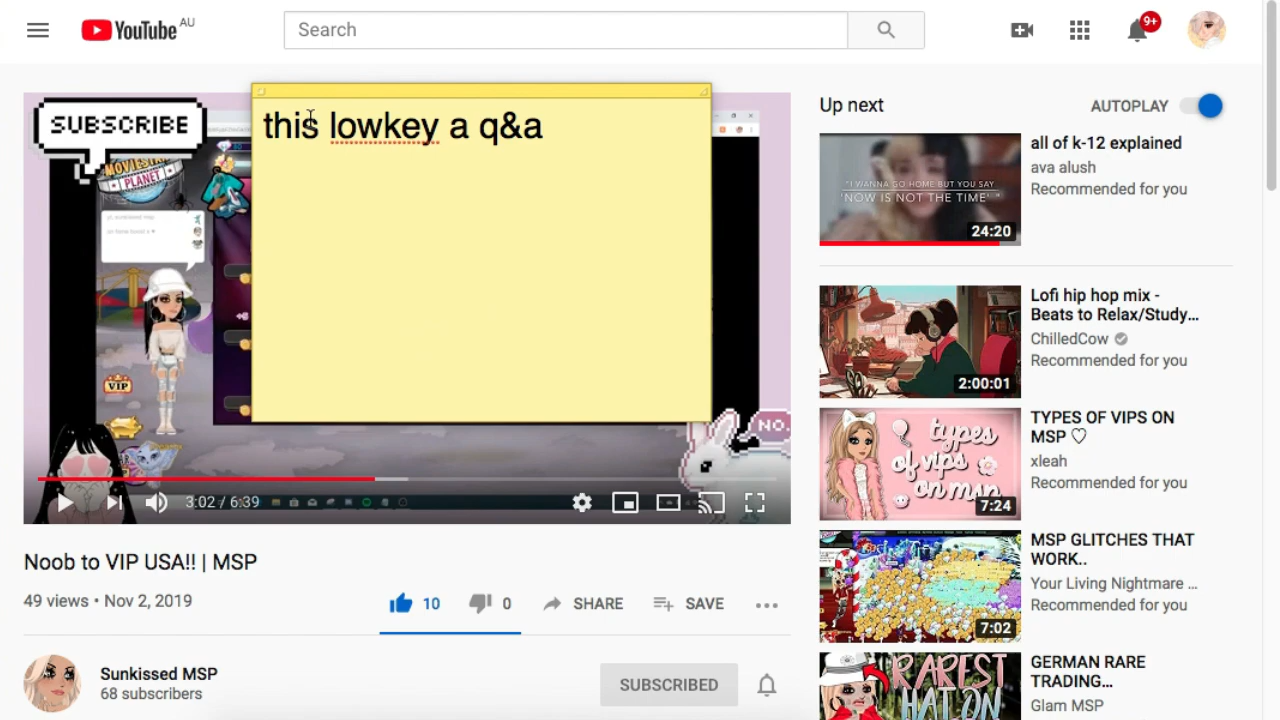 YouTube AU
Search
9+
SUBSCRIBE
this lowkey a q&a
MOVIESTAR
PLANET
VIP
NO.
3:02 / 6:39
Noob to VIP USA!! | MSP
49 views • Nov 2, 2019
10
0
SHARE
SAVE
Sunkissed MSP
68 subscribers
SUBSCRIBED
Up next
AUTOPLAY
"I WANNA GO HOME BUT YOU SAY
'NOW IS NOT THE TIME' "
24:20
all of k-12 explained
ava alush
Recommended for you
2:00:01
Lofi hip hop mix -
Beats to Relax/Study...
ChilledCow
Recommended for you
types
of vips
on msp
7:24
TYPES OF VIPS ON
MSP ♡
xleah
Recommended for you
7:02
MSP GLITCHES THAT
WORK..
Your Living Nightmare ...
Recommended for you
RAREST
HAT ON
GERMAN RARE
TRADING...
Glam MSP